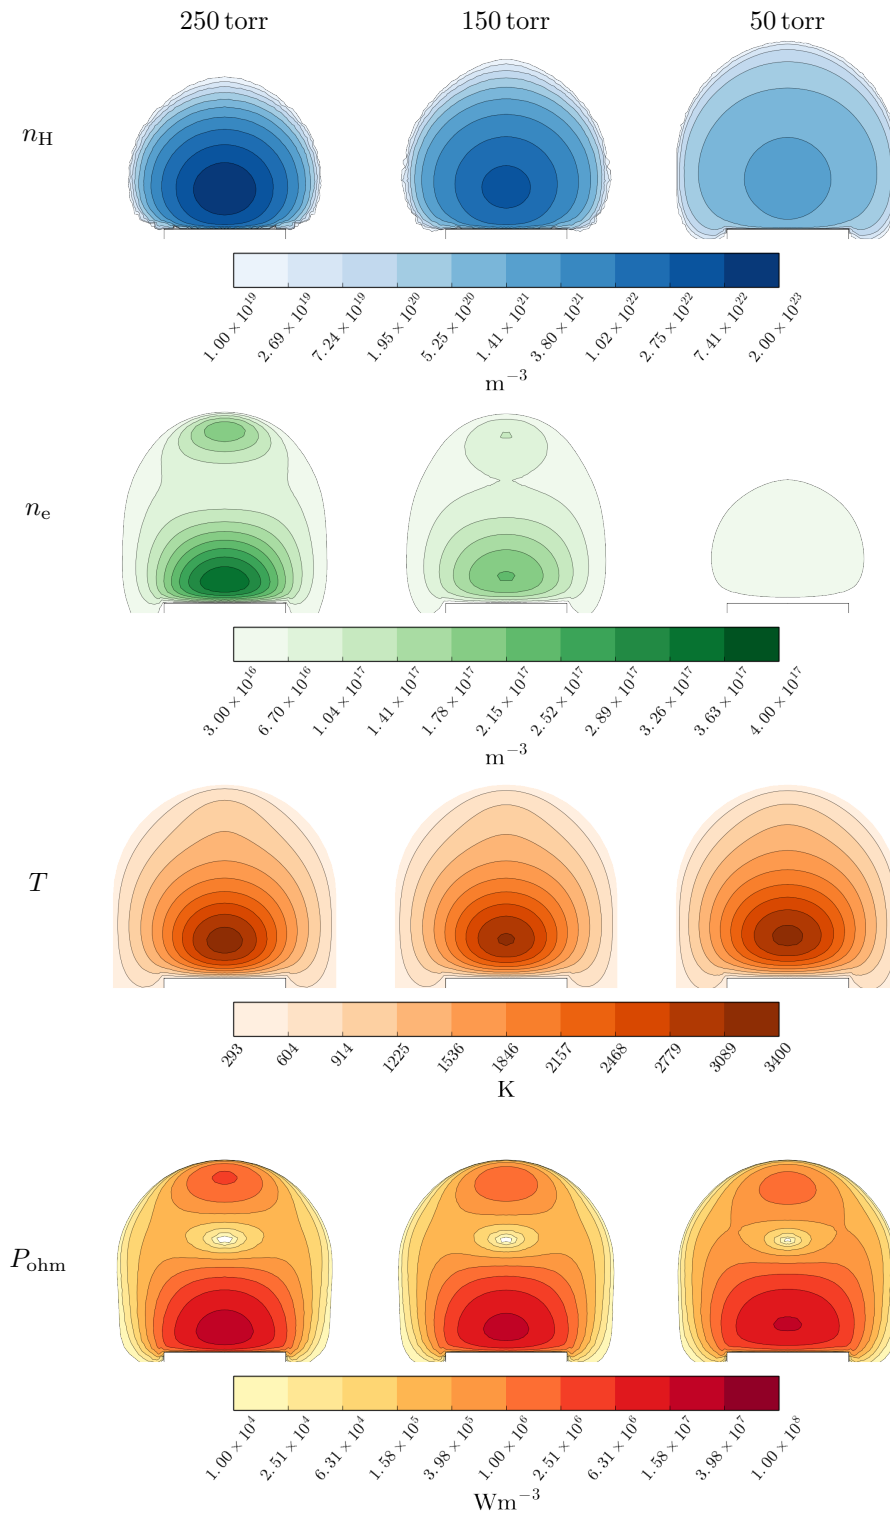 250 torr 150 torr 50 torr
n_H
1.00 × 10^19 2.69 × 10^19 7.24 × 10^19 1.95 × 10^20 5.25 × 10^20 1.41 × 10^21 3.80 × 10^21 1.02 × 10^22 2.75 × 10^22 7.41 × 10^22 2.00 × 10^23
m^−3
n_e
3.00 × 10^16 6.70 × 10^16 1.04 × 10^17 1.41 × 10^17 1.78 × 10^17 2.15 × 10^17 2.52 × 10^17 2.89 × 10^17 3.26 × 10^17 3.63 × 10^17 4.00 × 10^17
m^−3
T
293 604 914 1225 1536 1846 2157 2468 2779 3089 3400
K
P_ohm
1.00 × 10^4 2.51 × 10^4 6.31 × 10^4 1.58 × 10^5 3.98 × 10^5 1.00 × 10^6 2.51 × 10^6 6.31 × 10^6 1.58 × 10^7 3.98 × 10^7 1.00 × 10^8
Wm^−3